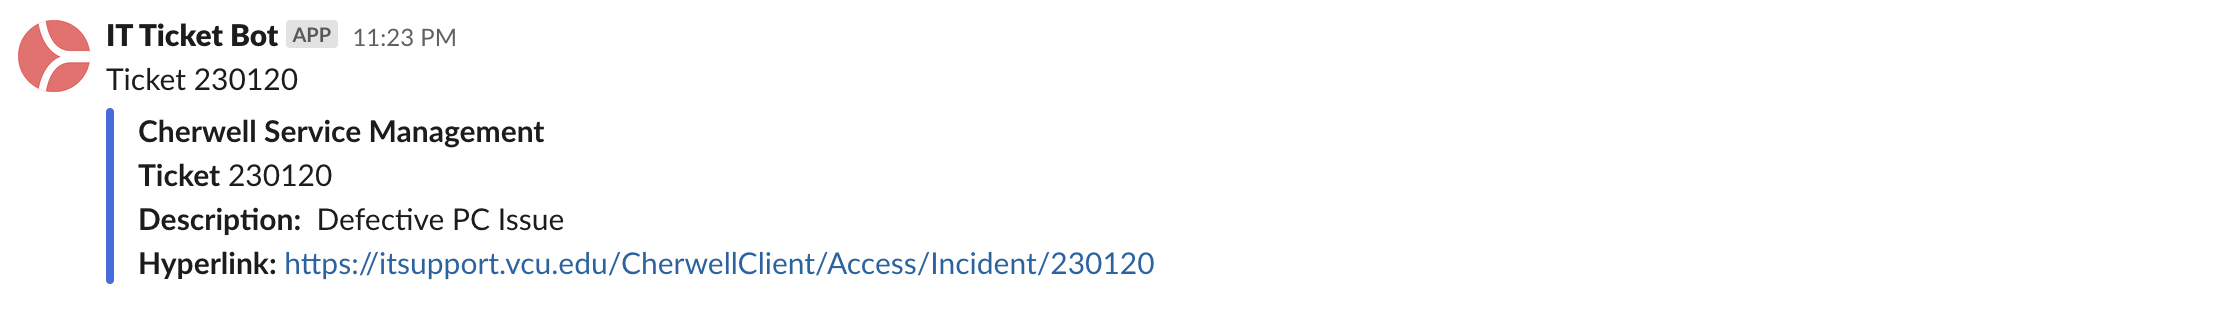 IT Ticket Bot APP 11:23 PM
Ticket 230120
Cherwell Service Management
Ticket 230120
Description: Defective PC Issue
Hyperlink: https://itsupport.vcu.edu/CherwellClient/Access/Incident/230120